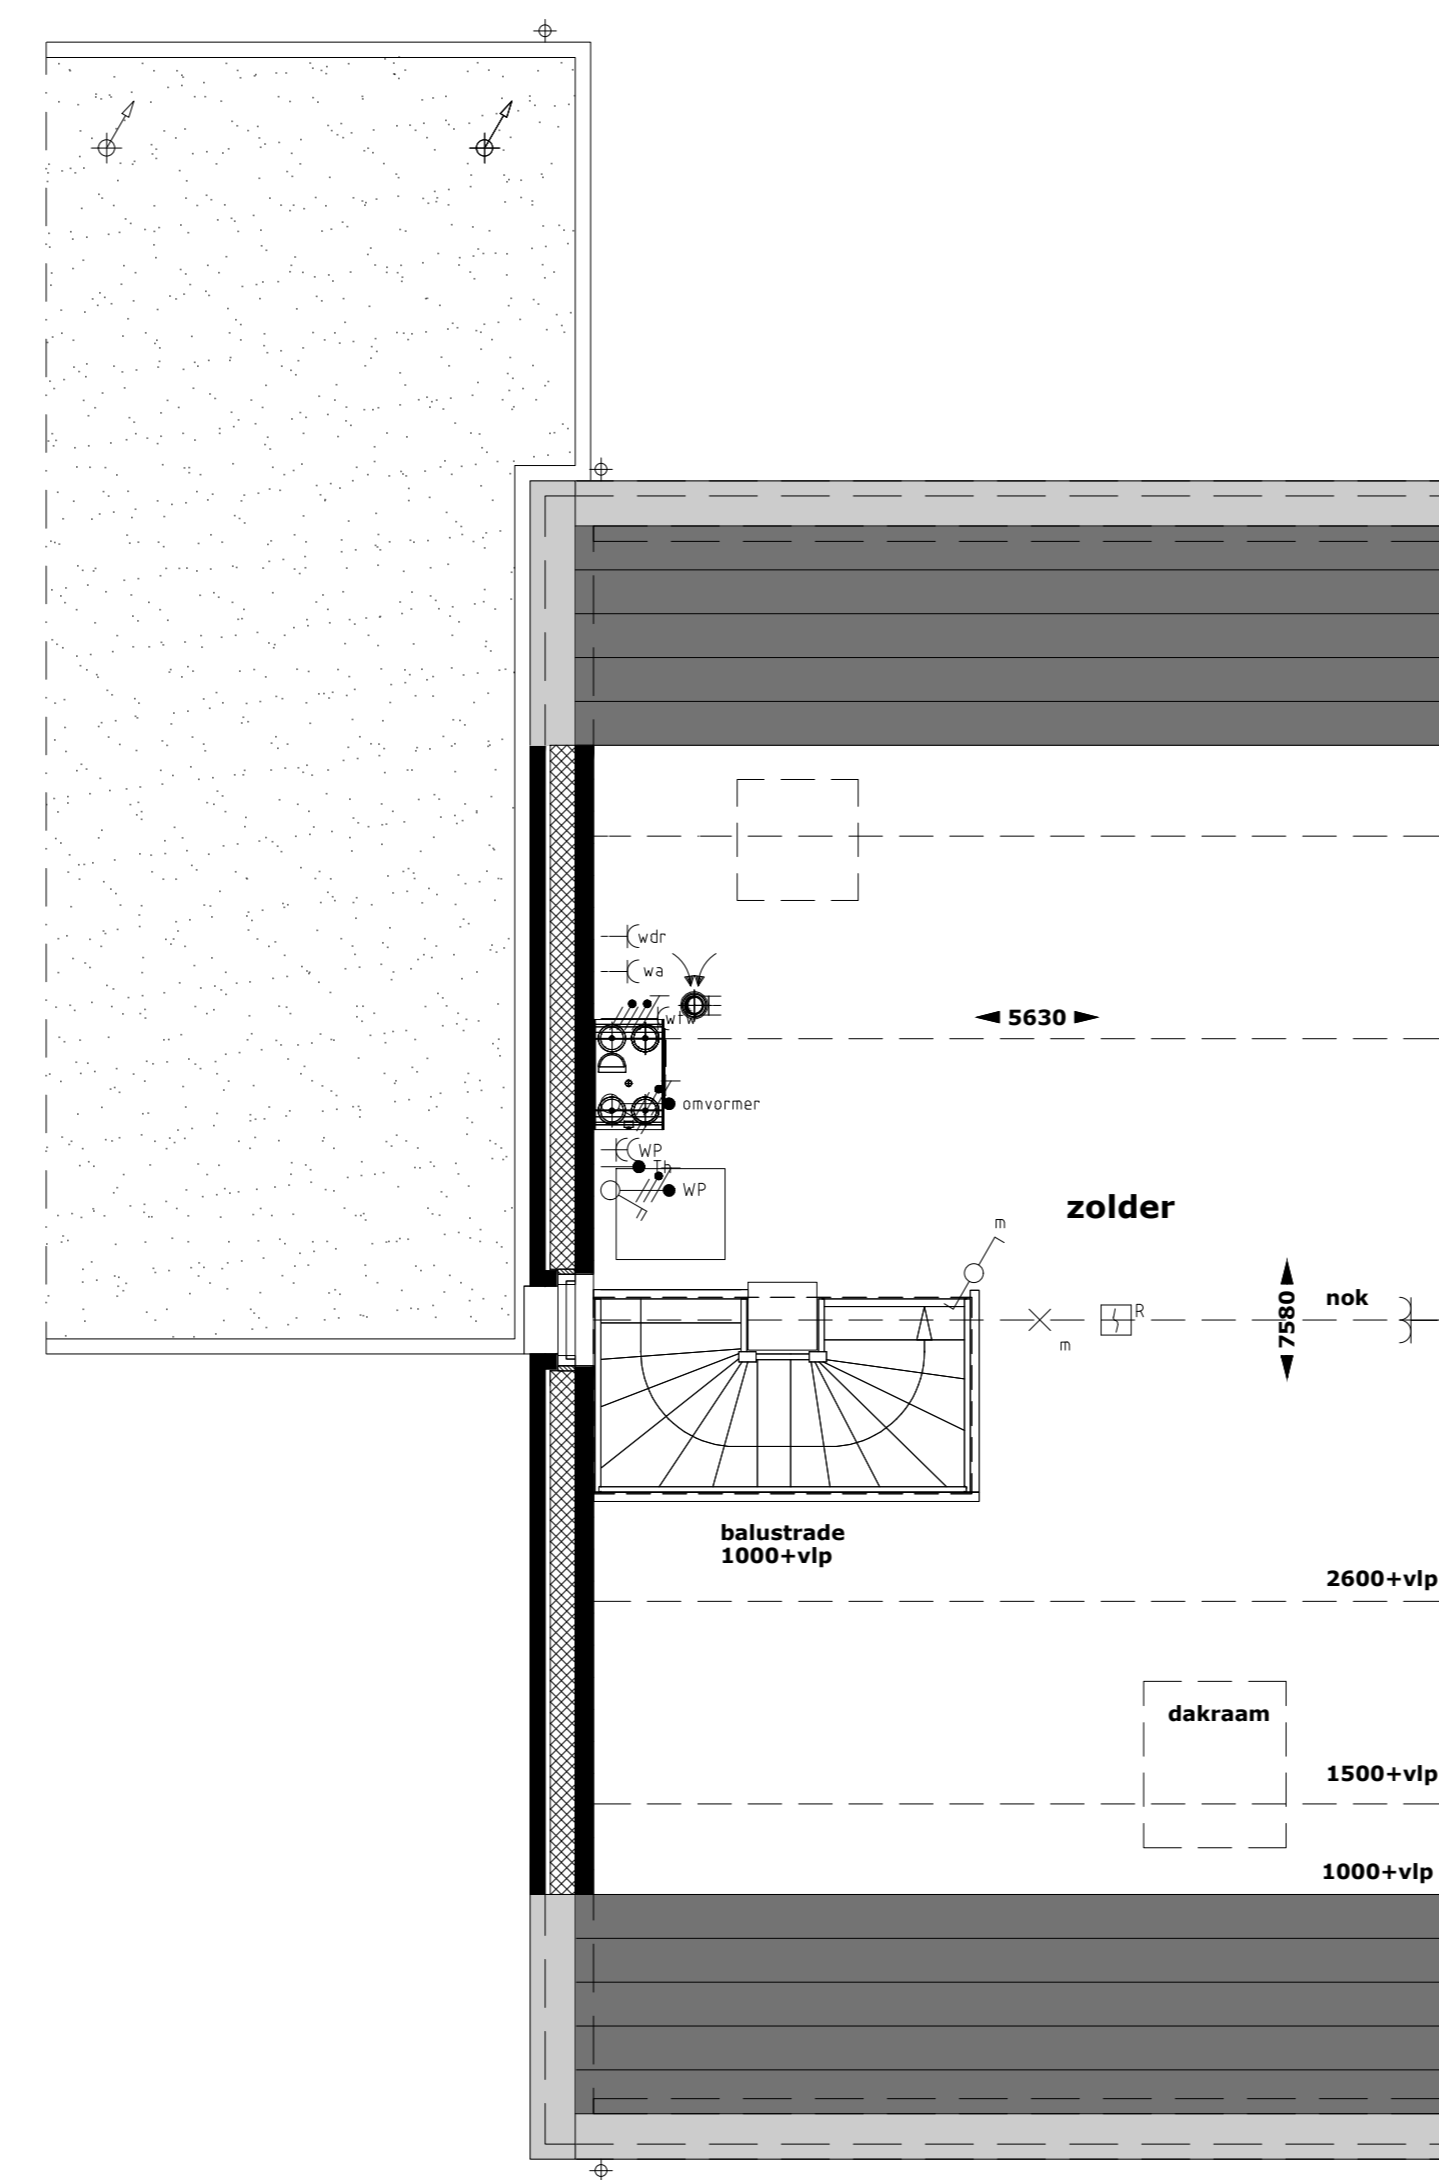 wdr
wa
wtw
5630
omvormer
WP
Th
WP
zolder
m
R
m
7580
nok
balustrade
1000+vlp
2600+vlp
dakraam
1500+vlp
1000+vlp